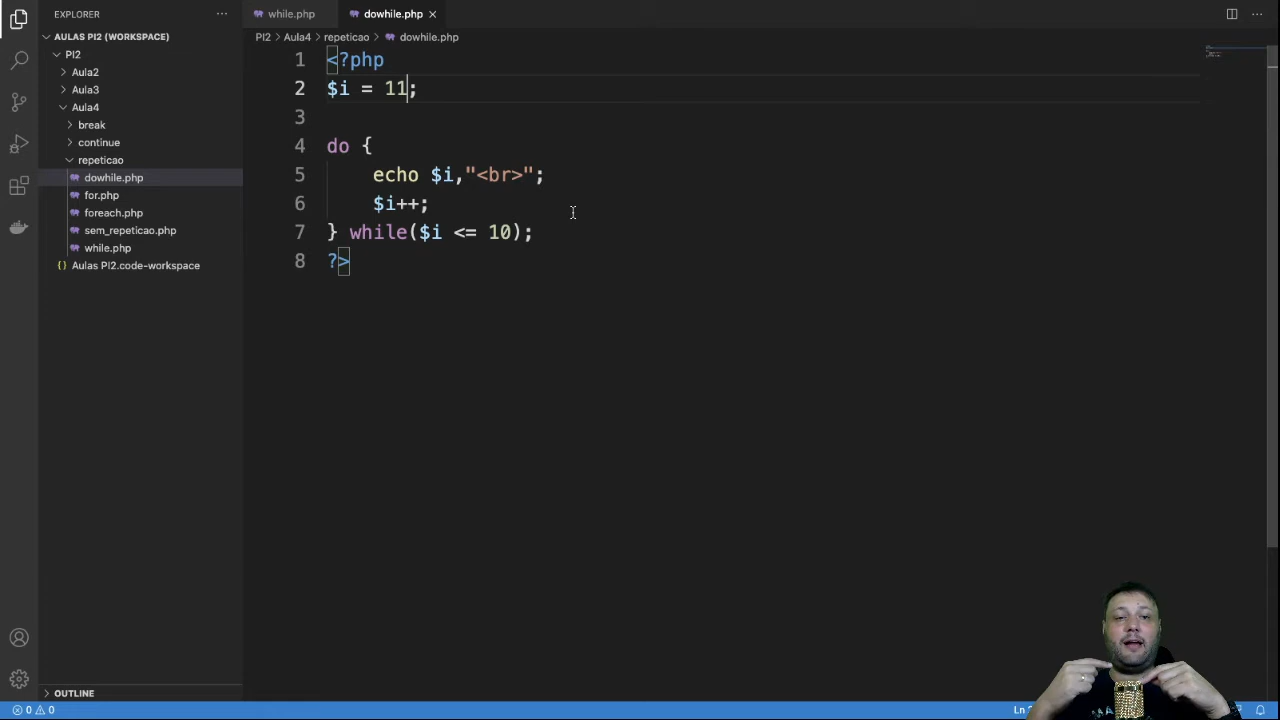 EXPLORER
AULAS PI2 (WORKSPACE)
PI2
Aula2
Aula3
Aula4
break
continue
repeticao
dowhile.php
for.php
foreach.php
sem_repeticao.php
while.php
Aulas PI2.code-workspace
OUTLINE
while.php
dowhile.php
PI2 > Aula4 > repeticao > dowhile.php
1 <?php
2 $i = 11;
3
4 do {
5 echo $i,"<br>";
6 $i++;
7 } while($i <= 10);
8 ?>
0 0